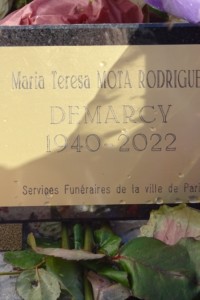 Maria Teresa MOTA RODRIGUE
DEMARCY
1940-2022
Services Funéraires de la ville de Par